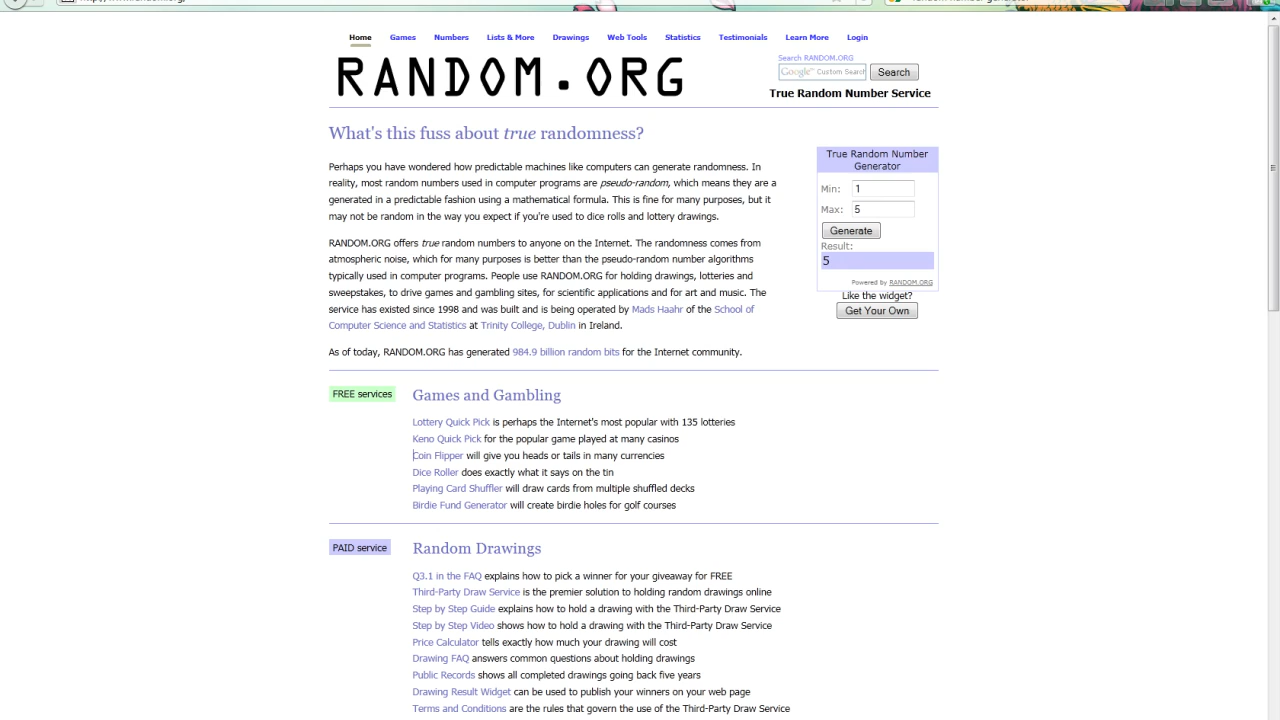 Home Games Numbers Lists & More Drawings Web Tools Statistics Testimonials Learn More Login
RANDOM.ORG
Search RANDOM.ORG
Google™ Custom Search Search
True Random Number Service
What's this fuss about true randomness?
Perhaps you have wondered how predictable machines like computers can generate randomness. In
reality, most random numbers used in computer programs are pseudo-random, which means they are a
generated in a predictable fashion using a mathematical formula. This is fine for many purposes, but it
may not be random in the way you expect if you're used to dice rolls and lottery drawings.
RANDOM.ORG offers true random numbers to anyone on the Internet. The randomness comes from
atmospheric noise, which for many purposes is better than the pseudo-random number algorithms
typically used in computer programs. People use RANDOM.ORG for holding drawings, lotteries and
sweepstakes, to drive games and gambling sites, for scientific applications and for art and music. The
service has existed since 1998 and was built and is being operated by Mads Haahr of the School of
Computer Science and Statistics at Trinity College, Dublin in Ireland.
As of today, RANDOM.ORG has generated 984.9 billion random bits for the Internet community.
True Random Number
Generator
Min: 1
Max: 5
Generate
Result:
5
Powered by RANDOM.ORG
Like the widget?
Get Your Own
FREE services
Games and Gambling
Lottery Quick Pick is perhaps the Internet's most popular with 135 lotteries
Keno Quick Pick for the popular game played at many casinos
Coin Flipper will give you heads or tails in many currencies
Dice Roller does exactly what it says on the tin
Playing Card Shuffler will draw cards from multiple shuffled decks
Birdie Fund Generator will create birdie holes for golf courses
PAID service
Random Drawings
Q3.1 in the FAQ explains how to pick a winner for your giveaway for FREE
Third-Party Draw Service is the premier solution to holding random drawings online
Step by Step Guide explains how to hold a drawing with the Third-Party Draw Service
Step by Step Video shows how to hold a drawing with the Third-Party Draw Service
Price Calculator tells exactly how much your drawing will cost
Drawing FAQ answers common questions about holding drawings
Public Records shows all completed drawings going back five years
Drawing Result Widget can be used to publish your winners on your web page
Terms and Conditions are the rules that govern the use of the Third-Party Draw Service